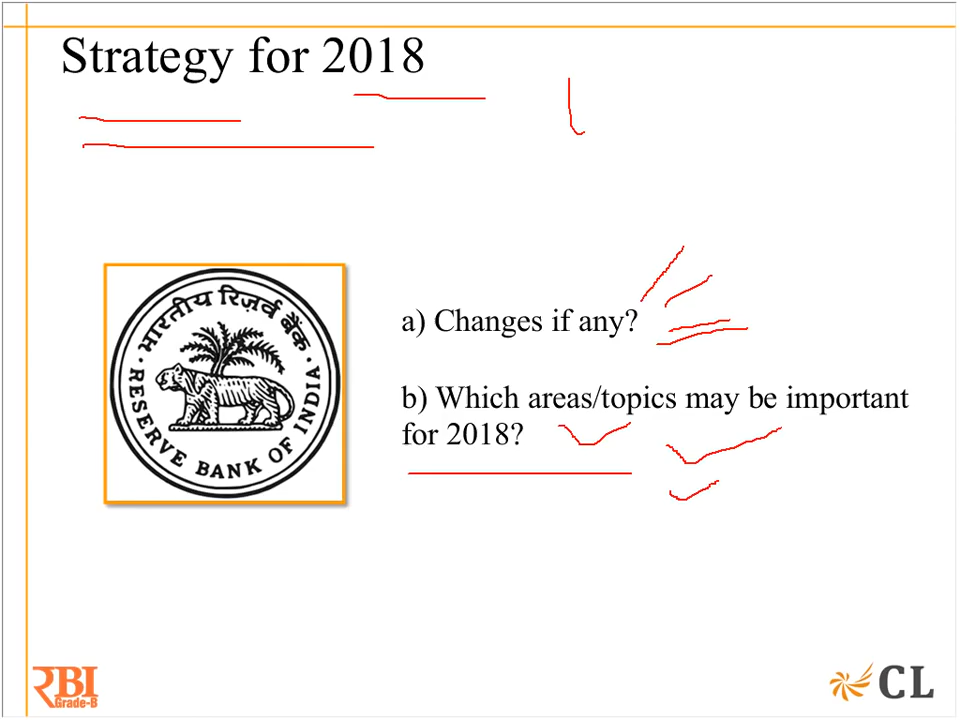 Strategy for 2018
भारतीय रिज़र्व बैंक
RESERVE BANK OF INDIA
a) Changes if any?
b) Which areas/topics may be important
for 2018?
RBI
Grade-B
CL